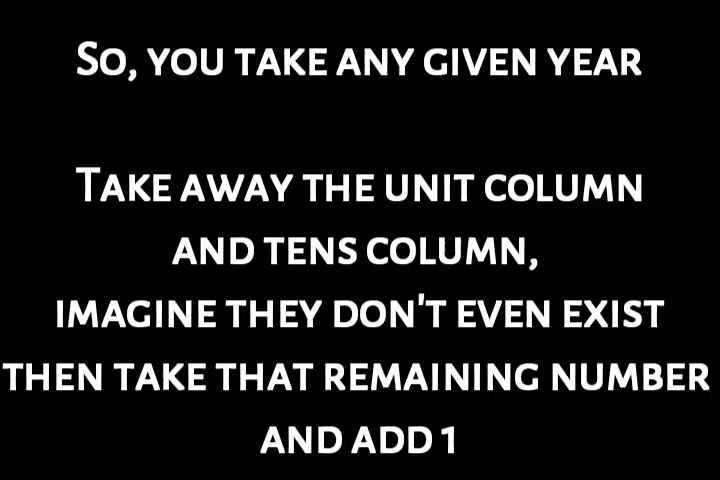 So, you take any given year
Take away the unit column
and tens column,
imagine they don't even exist
then take that remaining number
and add 1